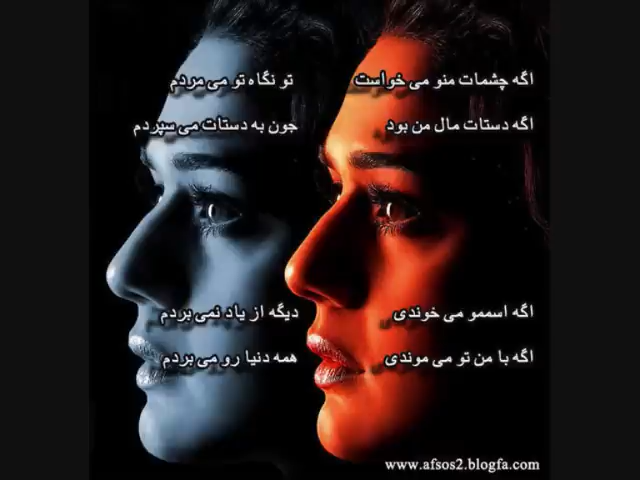 اگه چشمات منو می خواست تو نگاه تو می مردم
اگه دستات مال من بود جون به دستات می سپردم
اگه اسممو می خوندی دیگه از یاد نمی بردم
اگه با من تو می موندی همه دنیا رو می بردم
www.afsos2.blogfa.com